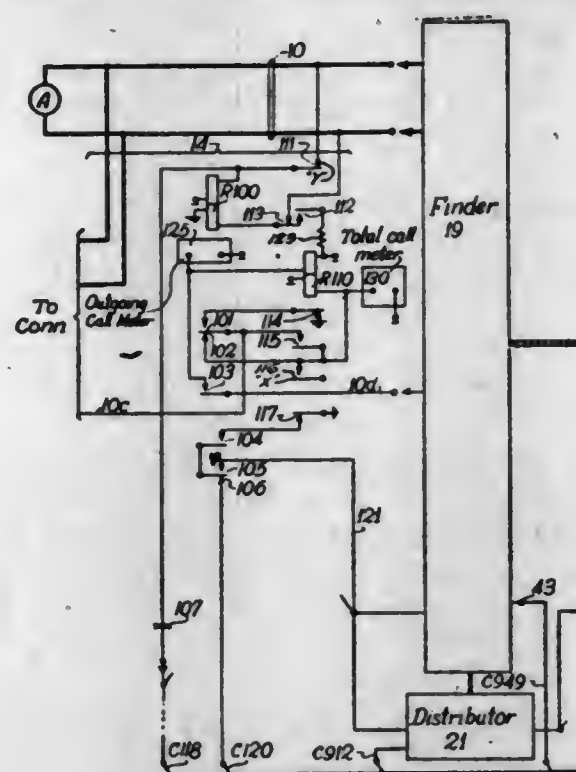 10
A
14
111
Y
R100
113
112
125
123
Finder
19
Total call
meter
130
R110
To
Conn
Outgoing
Call Meter
101
114
102
115
116
X
103
10d
10c
117
104
105
106
121
107
43
C949
Distributor
21
C912
C118
C120